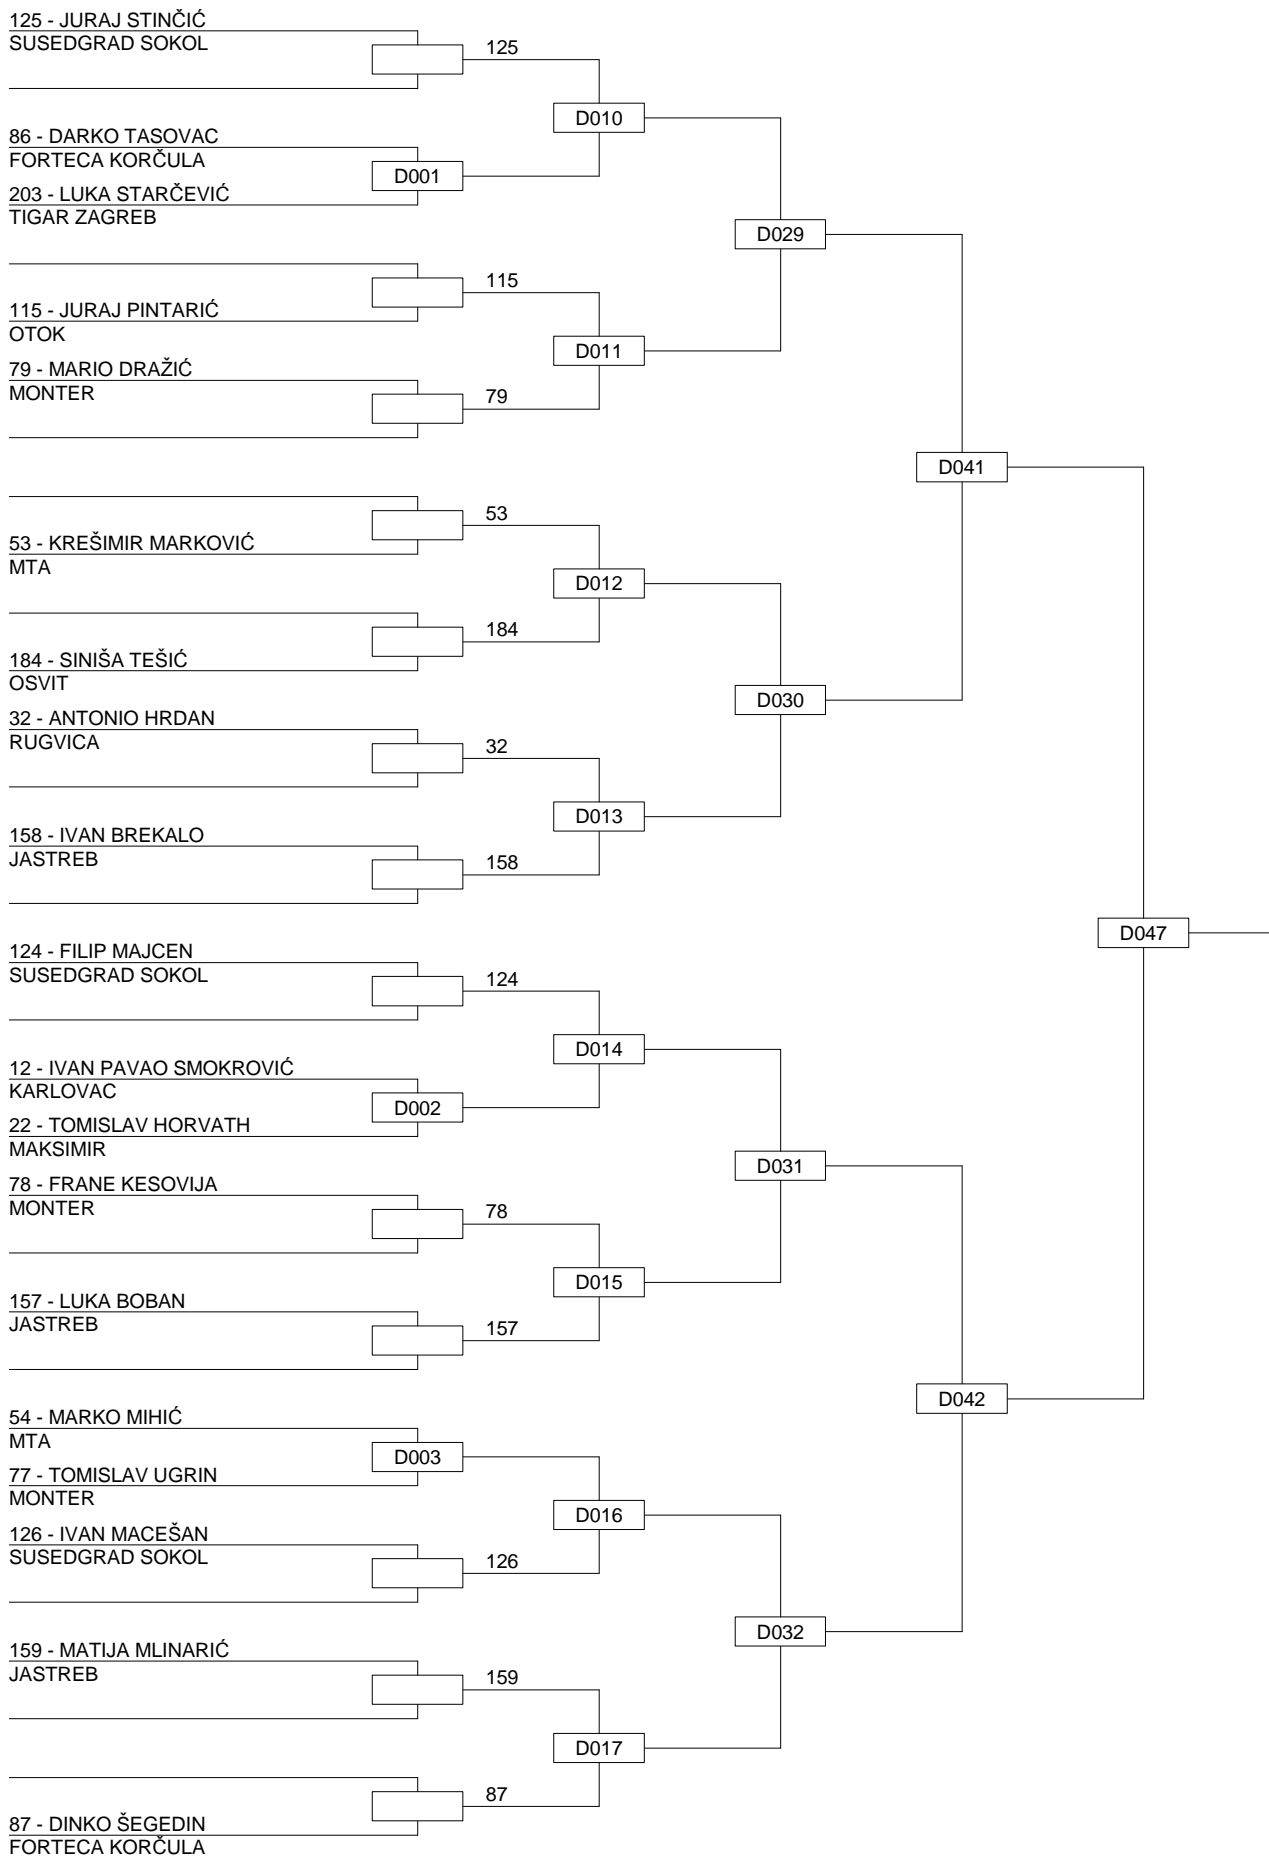 125 - JURAJ STINČIĆ
SUSEDGRAD SOKOL
125
D010
86 - DARKO TASOVAC
FORTECA KORČULA
D001
203 - LUKA STARČEVIĆ
TIGAR ZAGREB
D029
115
115 - JURAJ PINTARIĆ
OTOK
D011
79 - MARIO DRAŽIĆ
MONTER
79
D041
53
53 - KREŠIMIR MARKOVIĆ
MTA
D012
184
184 - SINIŠA TEŠIĆ
OSVIT
D030
32 - ANTONIO HRDAN
RUGVICA
32
D013
158 - IVAN BREKALO
JASTREB
158
D047
124 - FILIP MAJCEN
SUSEDGRAD SOKOL
124
D014
12 - IVAN PAVAO SMOKROVIĆ
KARLOVAC
D002
22 - TOMISLAV HORVATH
MAKSIMIR
D031
78 - FRANE KESOVIJA
MONTER
78
D015
157 - LUKA BOBAN
JASTREB
157
D042
54 - MARKO MIHIĆ
MTA
D003
77 - TOMISLAV UGRIN
MONTER
D016
126 - IVAN MACEŠAN
SUSEDGRAD SOKOL
126
D032
159 - MATIJA MLINARIĆ
JASTREB
159
D017
87
87 - DINKO ŠEGEDIN
FORTECA KORČULA